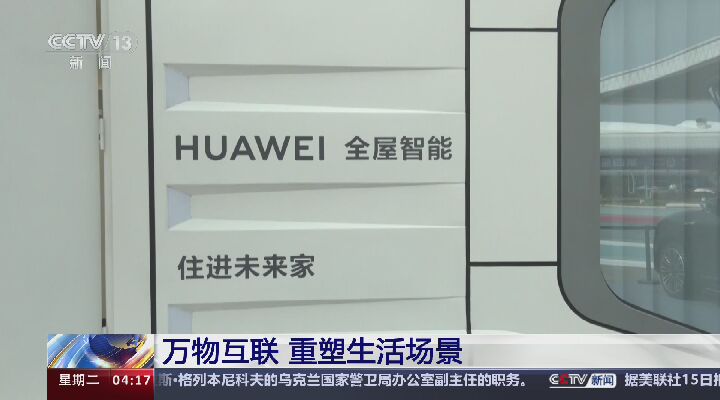 CCTV 13
新闻
HUAWEI 全屋智能
住进未来家
万物互联 重塑生活场景
星期二 04:17 斯·格列本尼科夫的乌克兰国家警卫局办公室副主任的职务。 CCTV 新闻 据美联社15日报